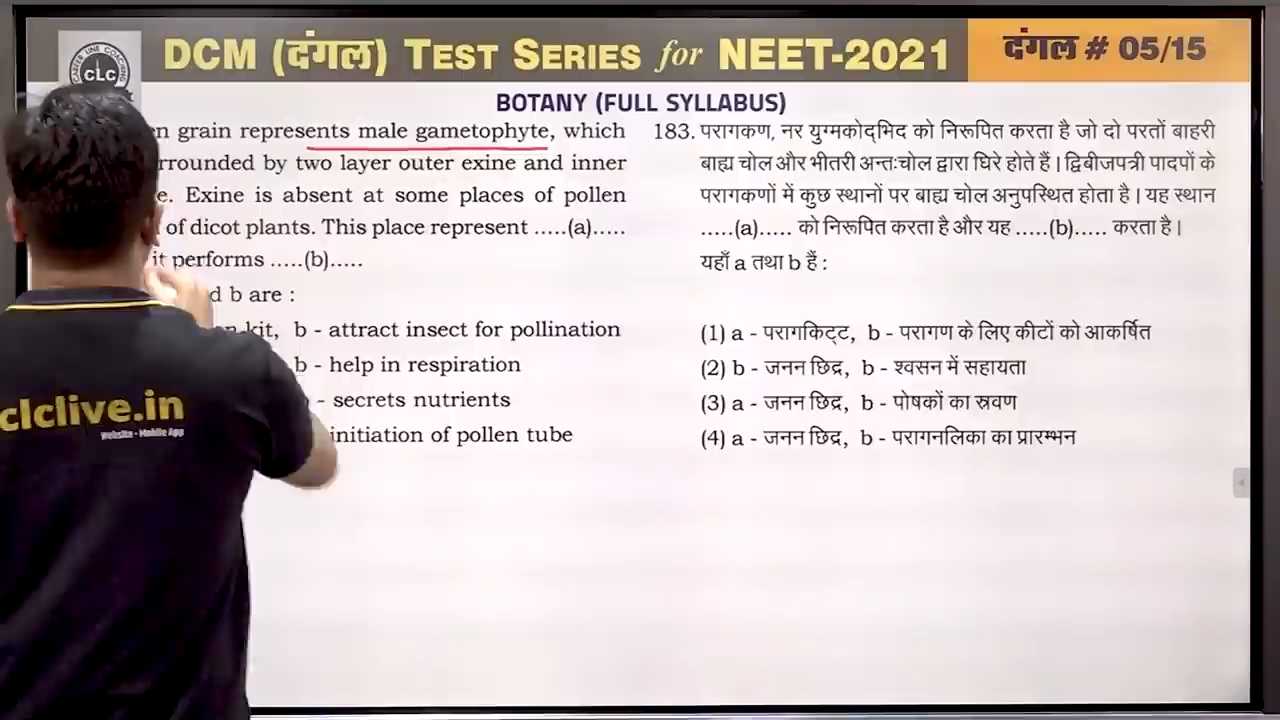 DCM (दंगल) TEST SERIES for NEET-2021
दंगल # 05/15
CLC
BOTANY (FULL SYLLABUS)
grain represents male gametophyte, which
surrounded by two layer outer exine and inner
Exine is absent at some places of pollen
of dicot plants. This place represent .....(a).....
it performs .....(b).....
b are :
kit, b - attract insect for pollination
b - help in respiration
- secrets nutrients
initiation of pollen tube
183. परागकण, नर युग्मकोद्भिद को निरूपित करता है जो दो परतों बाहरी
बाह्य चोल और भीतरी अन्तःचोल द्वारा घिरे होते हैं। द्विबीजपत्री पादपों के
परागकणों में कुछ स्थानों पर बाह्य चोल अनुपस्थित होता है। यह स्थान
.....(a)..... को निरूपित करता है और यह .....(b)..... करता है।
यहाँ a तथा b हैं :
(1) a - परागकिट्ट, b - परागण के लिए कीटों को आकर्षित
(2) b - जनन छिद्र, b - श्वसन में सहायता
(3) a - जनन छिद्र, b - पोषकों का स्रवण
(4) a - जनन छिद्र, b - परागनलिका का प्रारम्भन
clclive.in
Website - Mobile App